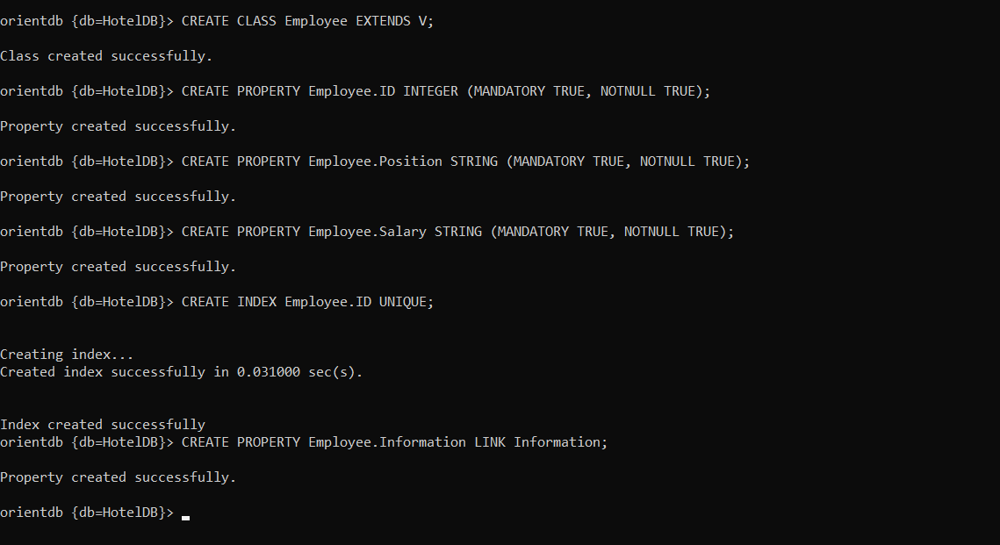 orientdb {db=HotelDB}> CREATE CLASS Employee EXTENDS V;
Class created successfully.
orientdb {db=HotelDB}> CREATE PROPERTY Employee.ID INTEGER (MANDATORY TRUE, NOTNULL TRUE);
Property created successfully.
orientdb {db=HotelDB}> CREATE PROPERTY Employee.Position STRING (MANDATORY TRUE, NOTNULL TRUE);
Property created successfully.
orientdb {db=HotelDB}> CREATE PROPERTY Employee.Salary STRING (MANDATORY TRUE, NOTNULL TRUE);
Property created successfully.
orientdb {db=HotelDB}> CREATE INDEX Employee.ID UNIQUE;
Creating index...
Created index successfully in 0.031000 sec(s).
Index created successfully
orientdb {db=HotelDB}> CREATE PROPERTY Employee.Information LINK Information;
Property created successfully.
orientdb {db=HotelDB}>